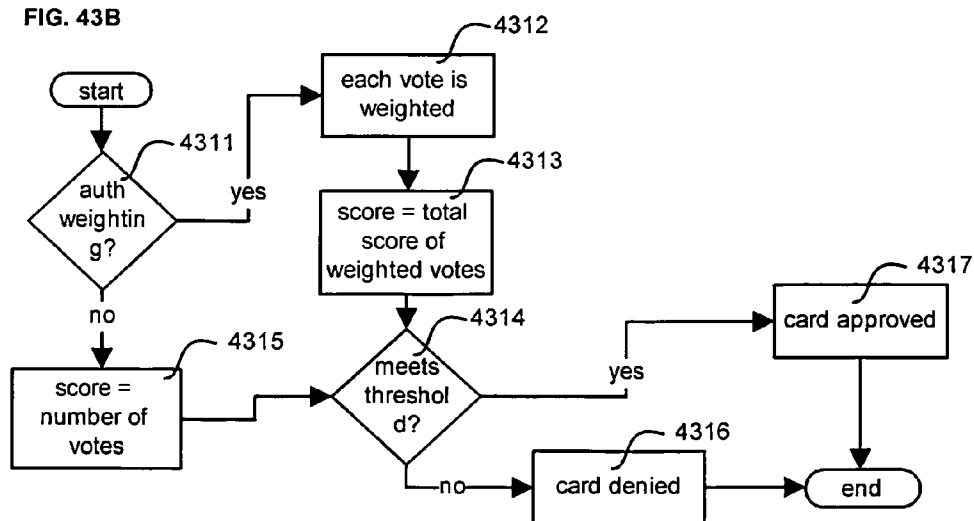 FIG. 43B
start
4311
auth
weightin
g?
yes
no
4312
each vote is
weighted
4313
score = total
score of
weighted votes
4315
score =
number of
votes
4314
meets
threshol
d?
yes
no
4317
card approved
4316
card denied
end